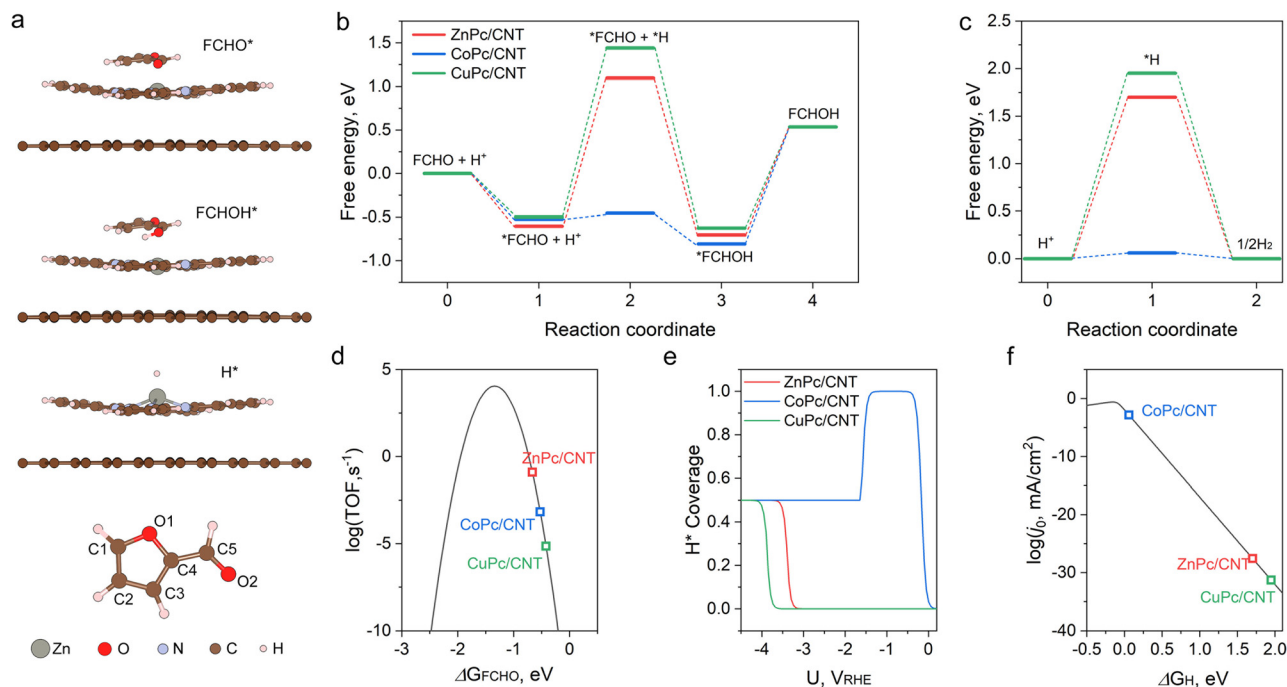 a
FCHO*
FCHOH*
H*
O1
C1
C5
C4
C2
C3
O2
Zn
O
N
C
H
b
ZnPc/CNT
CoPc/CNT
CuPc/CNT
*FCHO + *H
FCHOH
FCHO + H⁺
*FCHO + H⁺
*FCHOH
1.5
1.0
0.5
0.0
-0.5
-1.0
Free energy, eV
0 1 2 3 4
Reaction coordinate
c
*H
H⁺
1/2H₂
2.5
2.0
1.5
1.0
0.5
0.0
Free energy, eV
0 1 2
Reaction coordinate
d
ZnPc/CNT
CoPc/CNT
CuPc/CNT
5
0
-5
-10
log(TOF,s⁻¹)
-3 -2 -1 0
ΔGFCHO, eV
e
ZnPc/CNT
CoPc/CNT
CuPc/CNT
1.0
0.8
0.6
0.4
0.2
0.0
H* Coverage
-4 -3 -2 -1 0
U, VRHE
f
CoPc/CNT
ZnPc/CNT
CuPc/CNT
0
-10
-20
-30
-40
log(j₀, mA/cm²)
-0.5 0.0 0.5 1.0 1.5 2.0
ΔGH, eV